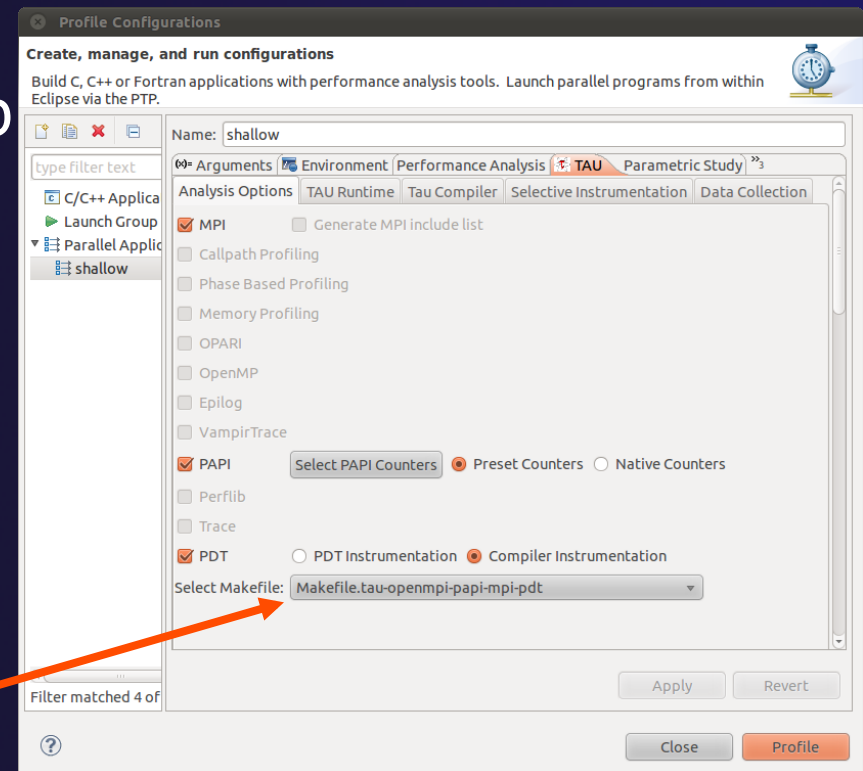 Profile Configurations
Create, manage, and run configurations
Build C, C++ or Fortran applications with performance analysis tools. Launch parallel programs from within
Eclipse via the PTP.
type filter text
C/C++ Applica
Launch Group
Parallel Applic
shallow
Filter matched 4 of
Name: shallow
(x)= Arguments Environment Performance Analysis TAU Parametric Study »3
Analysis Options TAU Runtime Tau Compiler Selective Instrumentation Data Collection
MPI Generate MPI include list
Callpath Profiling
Phase Based Profiling
Memory Profiling
OPARI
OpenMP
Epilog
VampirTrace
PAPI Select PAPI Counters Preset Counters Native Counters
Perflib
Trace
PDT PDT Instrumentation Compiler Instrumentation
Select Makefile: Makefile.tau-openmpi-papi-mpi-pdt
Apply Revert
? Close Profile